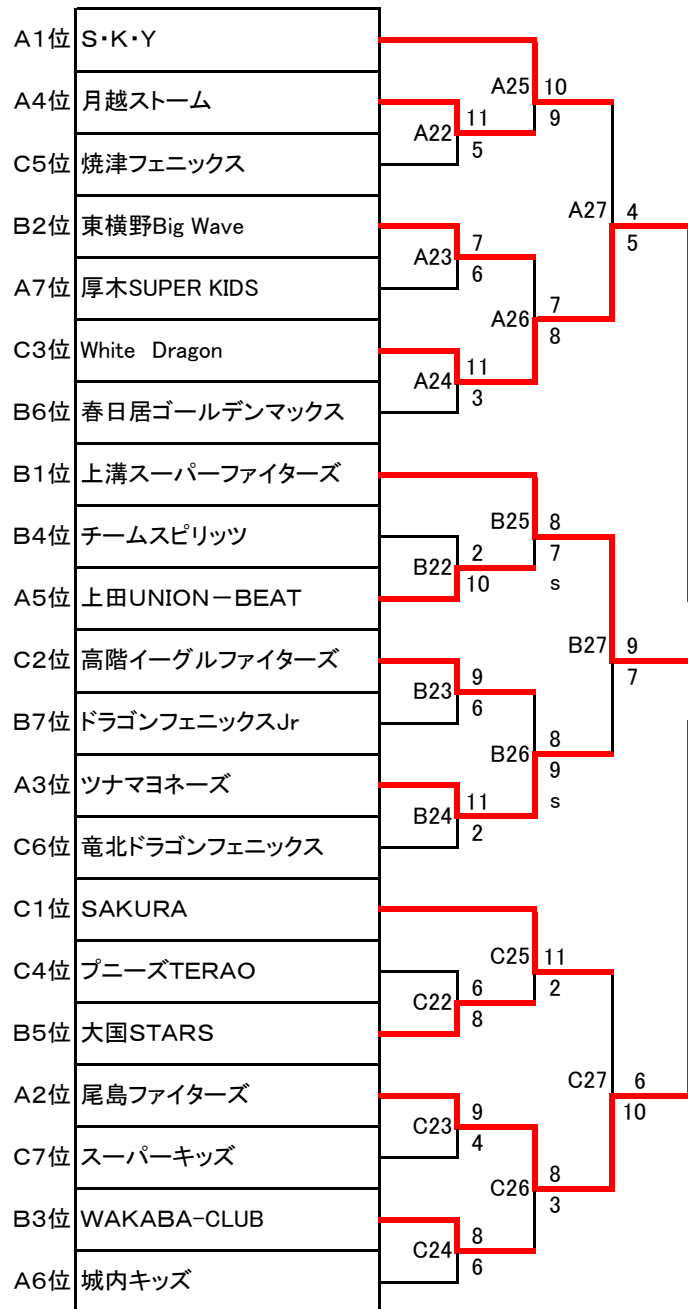 A1位 S・K・Y
A25 10
A4位 月越ストーム
11 9
A22
5
C5位 焼津フェニックス
A27 4
B2位 東横野Big Wave
7 5
A23
6
A7位 厚木SUPER KIDS
7
A26
8
C3位 White Dragon
11
A24
3
B6位 春日居ゴールデンマックス
B1位 上溝スーパーファイターズ
B25 8
B4位 チームスピリッツ
2 7
B22
10 s
A5位 上田UNION－BEAT
B27 9
C2位 高階イーグルファイターズ
9 7
B23
6
B7位 ドラゴンフェニックスJr
8
B26
9
A3位 ツナマヨネーズ
11 s
B24
2
C6位 竜北ドラゴンフェニックス
C1位 SAKURA
C25 11
C4位 プニーズTERAO
6 2
C22
8
B5位 大国STARS
C27 6
A2位 尾島ファイターズ
9 10
C23
4
C7位 スーパーキッズ
8
C26
3
B3位 WAKABA-CLUB
8
C24
6
A6位 城内キッズ